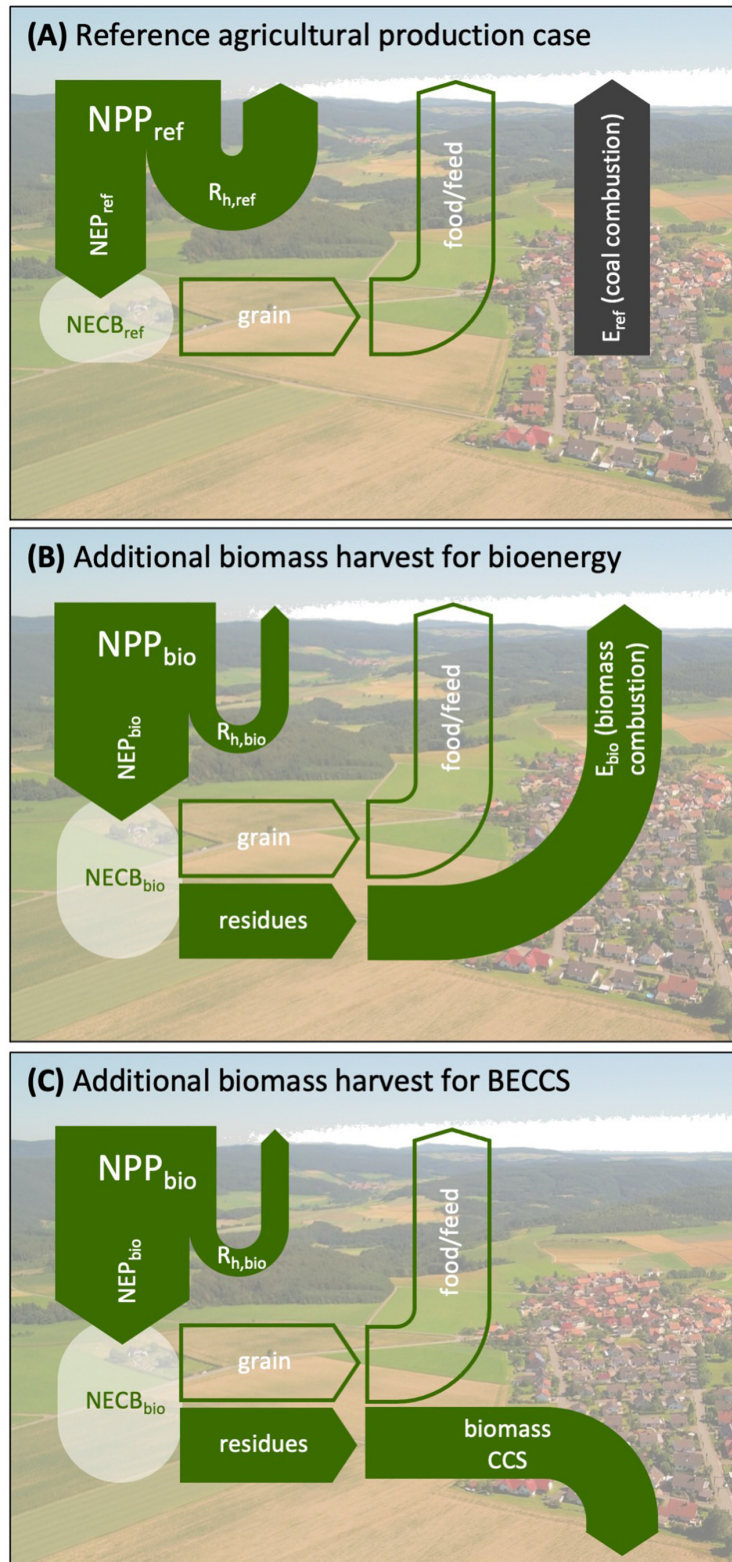 (A) Reference agricultural production case
NPPref
NEPref
Rh,ref
NECBref
grain
food/feed
Eref (coal combustion)
(B) Additional biomass harvest for bioenergy
NPPbio
NEPbio
Rh,bio
NECBbio
grain
residues
food/feed
Ebio (biomass
combustion)
(C) Additional biomass harvest for BECCS
NPPbio
NEPbio
Rh,bio
NECBbio
grain
residues
food/feed
biomass
CCS